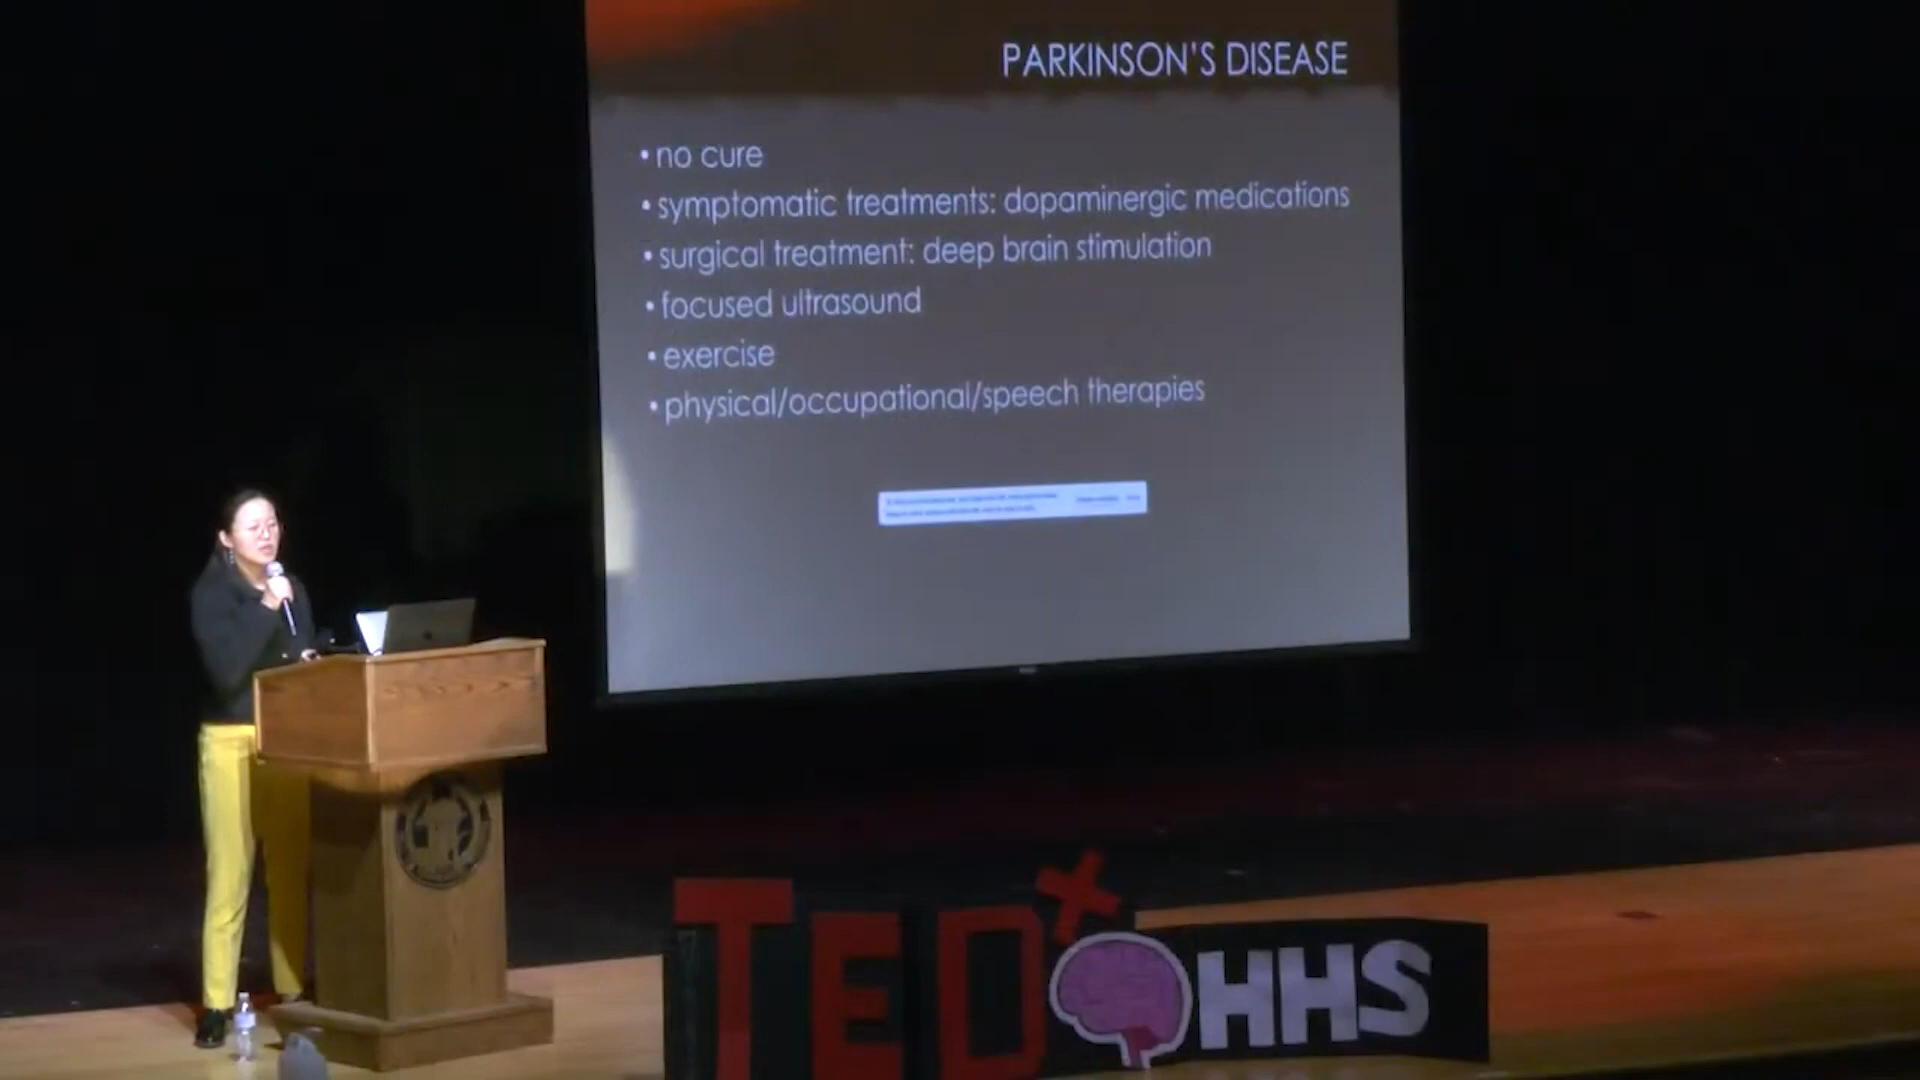 PARKINSON'S DISEASE
• no cure
• symptomatic treatments: dopaminergic medications
• surgical treatment: deep brain stimulation
• focused ultrasound
• exercise
• physical/occupational/speech therapies
TEDx HHS